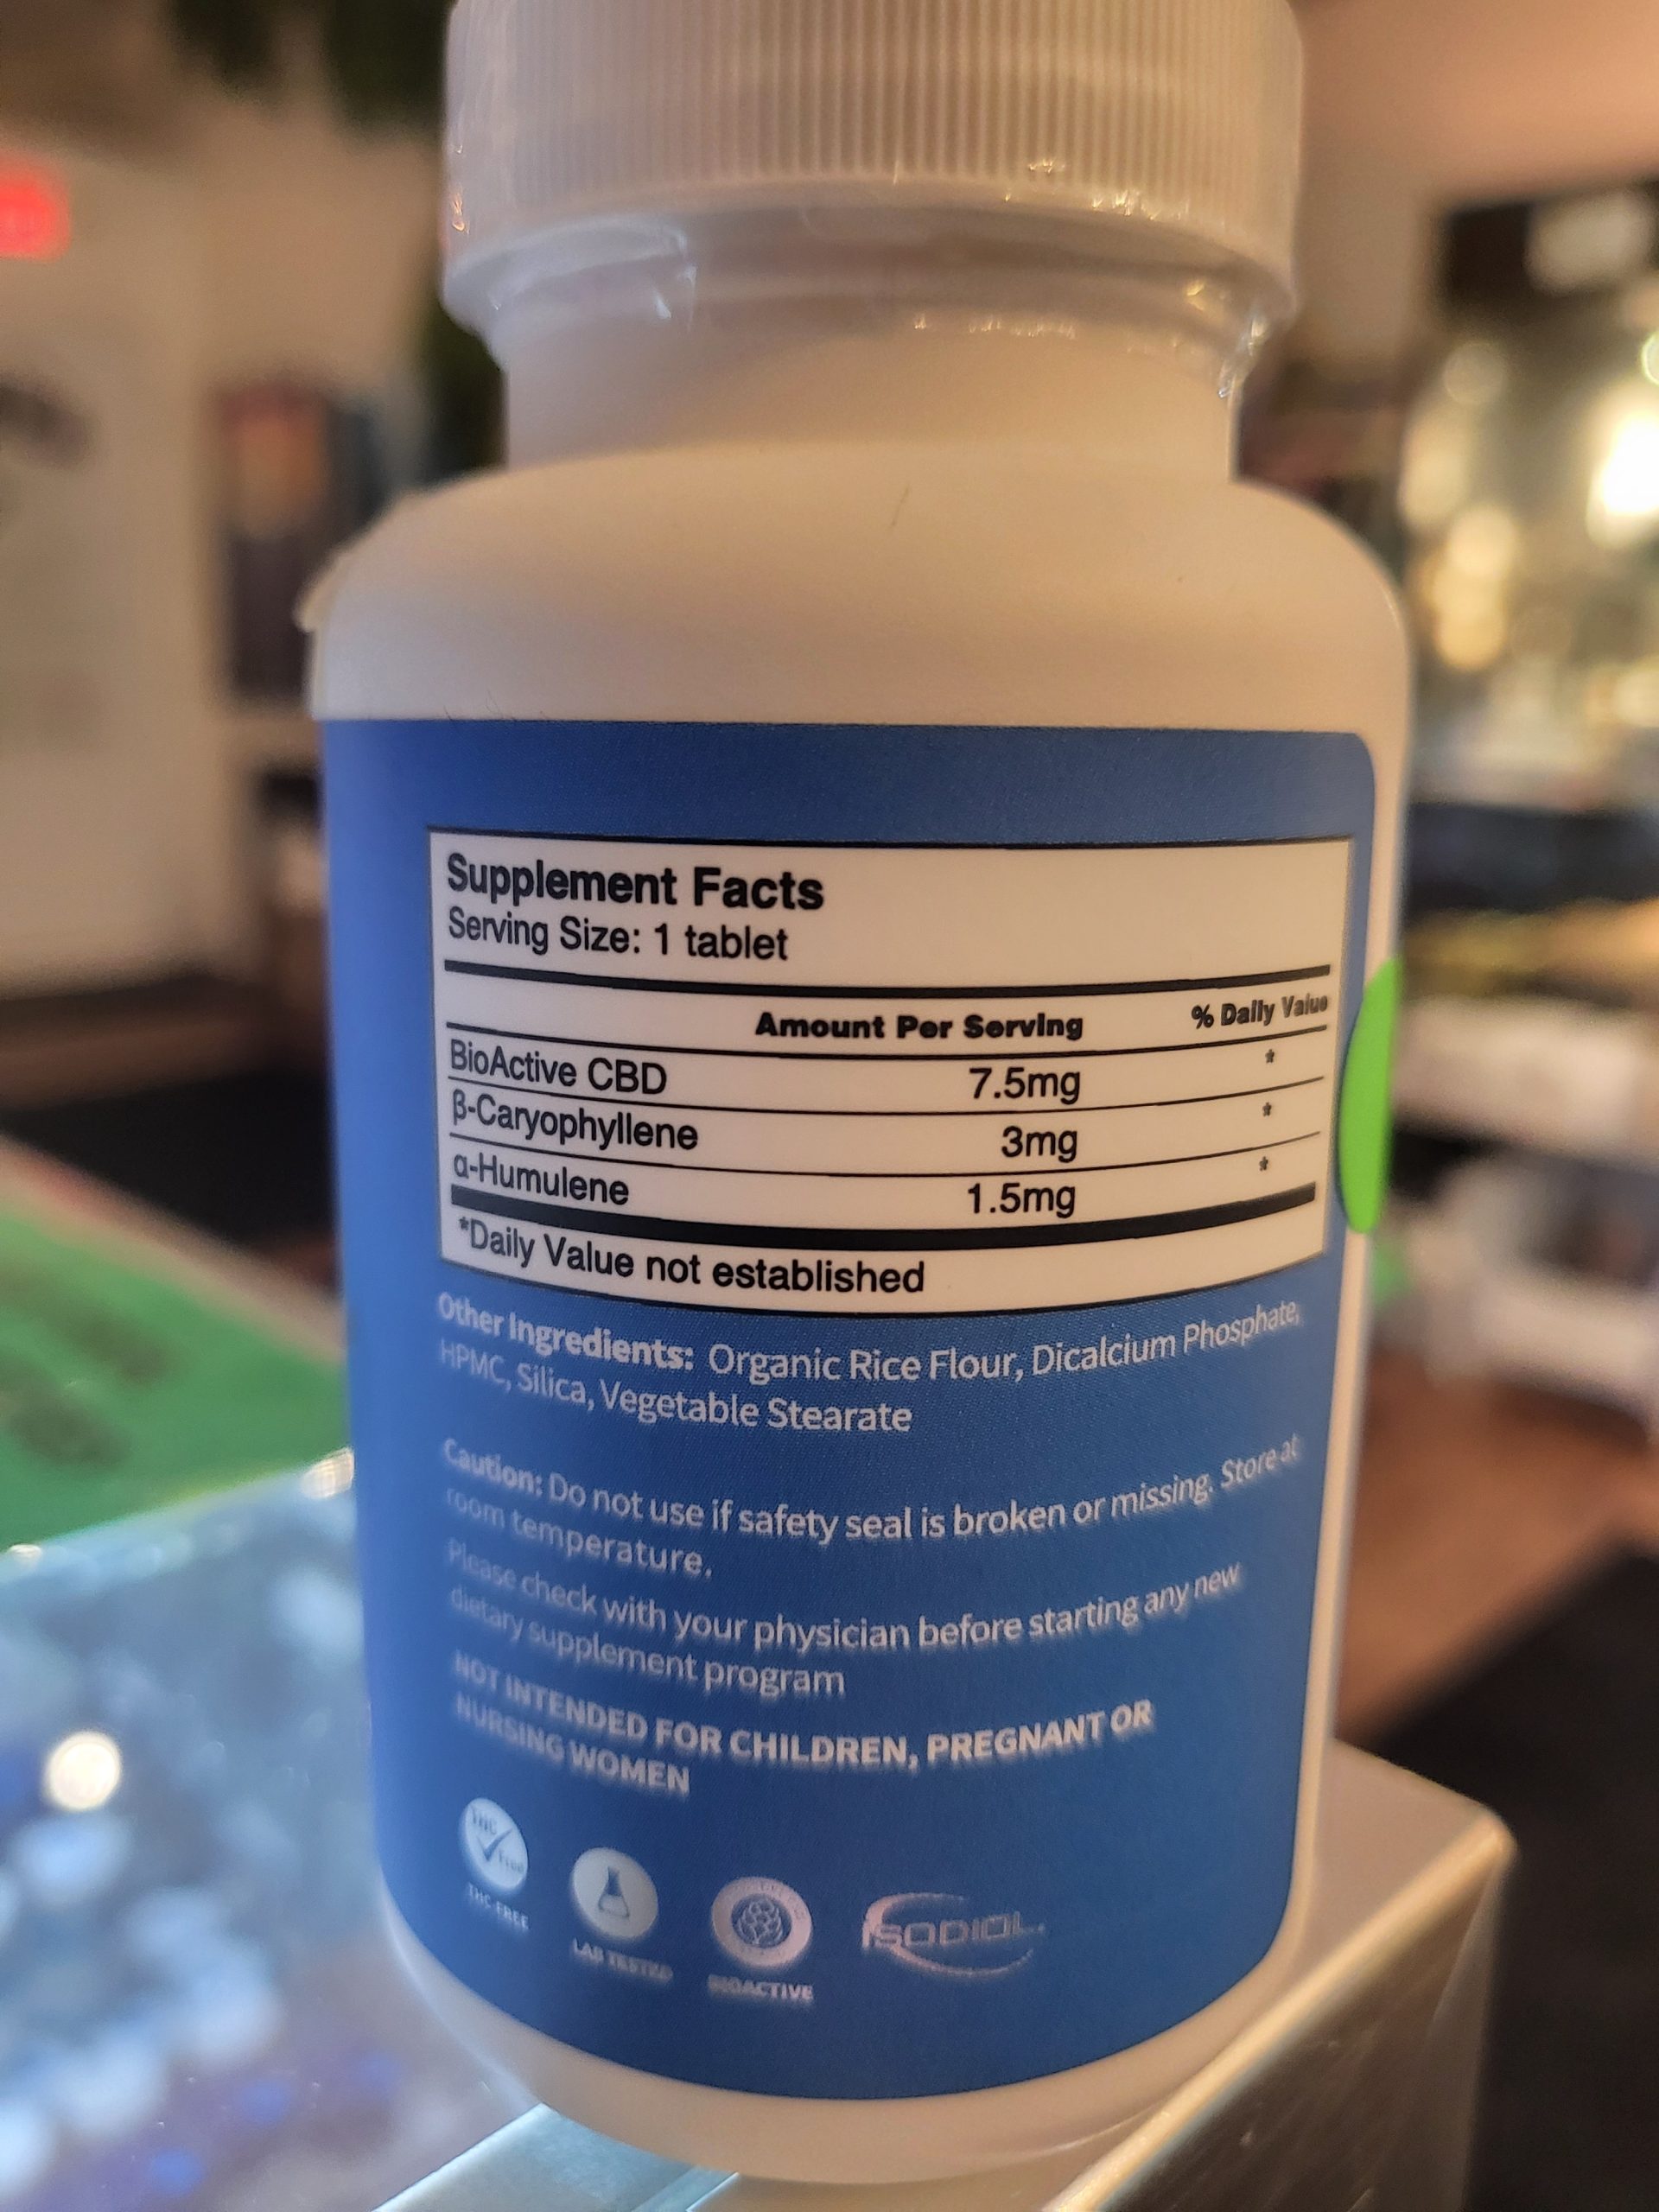 Supplement Facts
Serving Size: 1 tablet
Amount Per Serving % Daily Value
BioActive CBD 7.5mg *
β-Caryophyllene 3mg *
α-Humulene 1.5mg *
*Daily Value not established
Other Ingredients: Organic Rice Flour, Dicalcium Phosphate,
HPMC, Silica, Vegetable Stearate
Caution: Do not use if safety seal is broken or missing. Store at
room temperature.
Please check with your physician before starting any new
dietary supplement program
NOT INTENDED FOR CHILDREN, PREGNANT OR
NURSING WOMEN
THC
Free
THC-FREE
LAB TESTED
BIOACTIVE
ISODIOL.